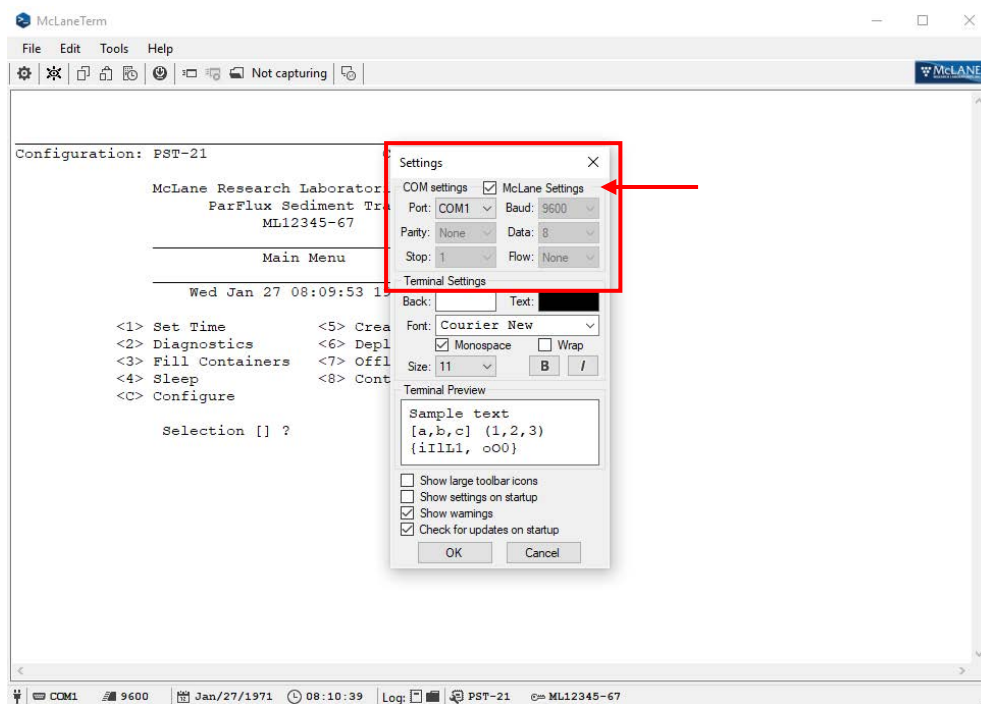 McLaneTerm
File Edit Tools Help
Not capturing McLANE
Configuration: PST-21 C
McLane Research Laboratori
ParFlux Sediment Tra
ML12345-67
Main Menu
Wed Jan 27 08:09:53 19
<1> Set Time <5> Crea
<2> Diagnostics <6> Depl
<3> Fill Containers <7> Offl
<4> Sleep <8> Cont
<C> Configure
Selection [] ?
Settings
COM settings McLane Settings
Port: COM1 Baud: 9600
Parity: None Data: 8
Stop: 1 Flow: None
Terminal Settings
Back: Text:
Font: Courier New
Monospace Wrap
Size: 11 B I
Terminal Preview
Sample text
[a,b,c] (1,2,3)
{iIlL1, oO0}
Show large toolbar icons
Show settings on startup
Show warnings
Check for updates on startup
OK Cancel
COM1 9600 Jan/27/1971 08:10:39 Log: PST-21 ML12345-67